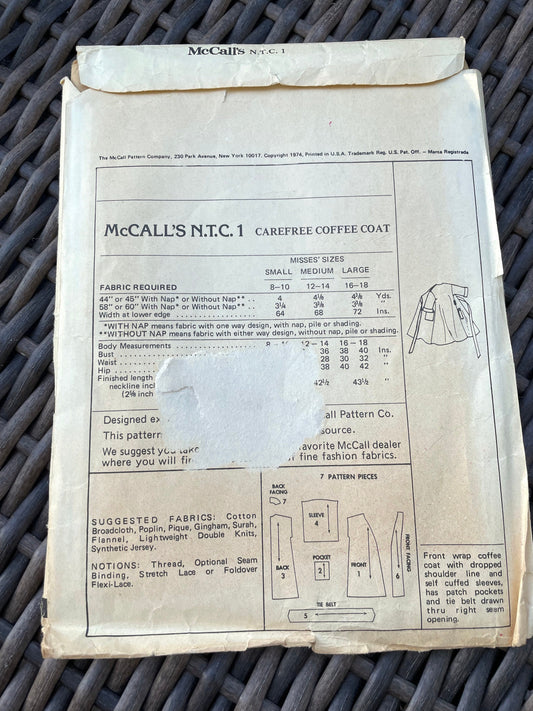 McCall's N.T.C. 1
The McCall Pattern Company, 230 Park Avenue, New York 10017. Copyright 1974, Printed in U.S.A. Trademark Reg. U.S. Pat. Off. – Marca Registrada
McCALL'S N.T.C. 1 CAREFREE COFFEE COAT
MISSES' SIZES
SMALL MEDIUM LARGE
FABRIC REQUIRED 8–10 12–14 16–18
44" or 45" With Nap* or Without Nap** . . 4 4⅛ 4⅜ Yds.
58" or 60" With Nap* or Without Nap** . . 3¼ 3⅜ 3⅜ "
Width at lower edge . . . . . . . . . . . . . . . . . 64 68 72 Ins.
*WITH NAP means fabric with one way design, with nap, pile or shading.
**WITHOUT NAP means fabric with either way design, without nap, pile or shading.
Body Measurements . . . . . . . . . . 8 – 12 – 14 16 – 18
Bust 36 38 40 Ins.
Waist 28 30 32 "
Hip 38 40 42 "
Finished length
neckline incl 42½ 43½ "
(2⅝ inch
Designed ex all Pattern Co.
This pattern source.
We suggest you take favorite McCall dealer
where you will fin fine fashion fabrics.
SUGGESTED FABRICS: Cotton
Broadcloth, Poplin, Pique, Gingham, Surah,
Flannel, Lightweight Double Knits,
Synthetic Jersey.
NOTIONS: Thread, Optional Seam
Binding, Stretch Lace or Foldover
Flexi-Lace.
7 PATTERN PIECES
BACK
FACING
7
SLEEVE
4
BACK
3
POCKET
2
FRONT
1
6
FRONT FACING
TIE BELT
5
Front wrap coffee
coat with dropped
shoulder line and
self cuffed sleeves,
has patch pockets
and tie belt drawn
thru right seam
opening.